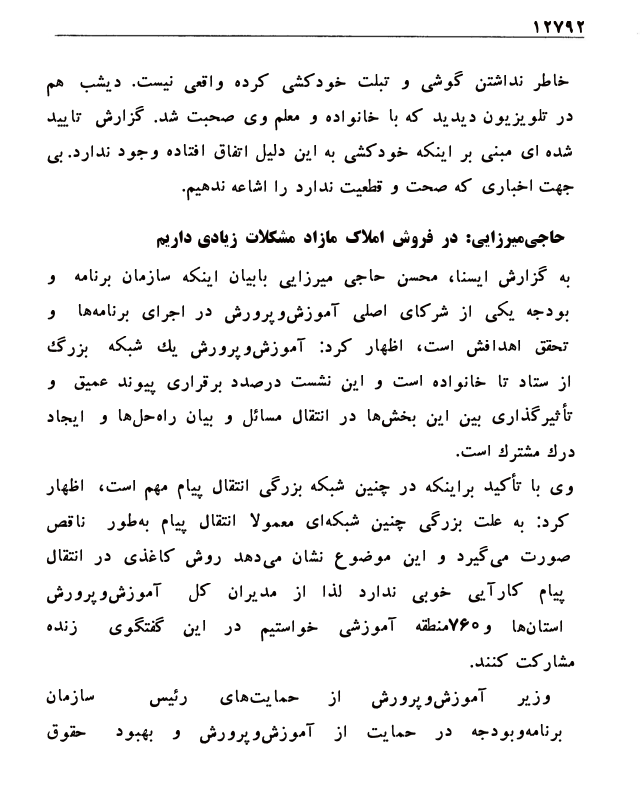 ۱۲۷۹۲
خاطر نداشتن گوشی و تبلت خودکشی کرده واقعی نیست. دیشب هم
در تلویزیون دیدید که با خانواده و معلم وی صحبت شد. گزارش تایید
شده ای مبنی بر اینکه خودکشی به این دلیل اتفاق افتاده وجود ندارد. بی
جهت اخباری که صحت و قطعیت ندارد را اشاعه ندهیم.
حاجی‌میرزایی: در فروش املاک مازاد مشکلات زیادی داریم
به گزارش ایسنا، محسن حاجی میرزایی بابیان اینکه سازمان برنامه و
بودجه یکی از شرکای اصلی آموزش‌وپرورش در اجرای برنامه‌ها و
تحقق اهدافش است، اظهار کرد: آموزش‌وپرورش یك شبکه بزرگ
از ستاد تا خانواده است و این نشست درصدد برقراری پیوند عمیق و
تأثیرگذاری بین این بخش‌ها در انتقال مسائل و بیان راه‌حل‌ها و ایجاد
درك مشترك است.
وی با تأکید براینکه در چنین شبکه بزرگی انتقال پیام مهم است، اظهار
کرد: به علت بزرگی چنین شبکه‌ای معمولا انتقال پیام به‌طور ناقص
صورت می‌گیرد و این موضوع نشان می‌دهد روش کاغذی در انتقال
پیام کارآیی خوبی ندارد لذا از مدیران کل آموزش‌وپرورش
استان‌ها و۷۶۰منطقه آموزشی خواستیم در این گفتگوی زنده
مشارکت کنند.
وزیر آموزش‌وپرورش از حمایت‌های رئیس سازمان
برنامه‌وبودجه در حمایت از آموزش‌وپرورش و بهبود حقوق